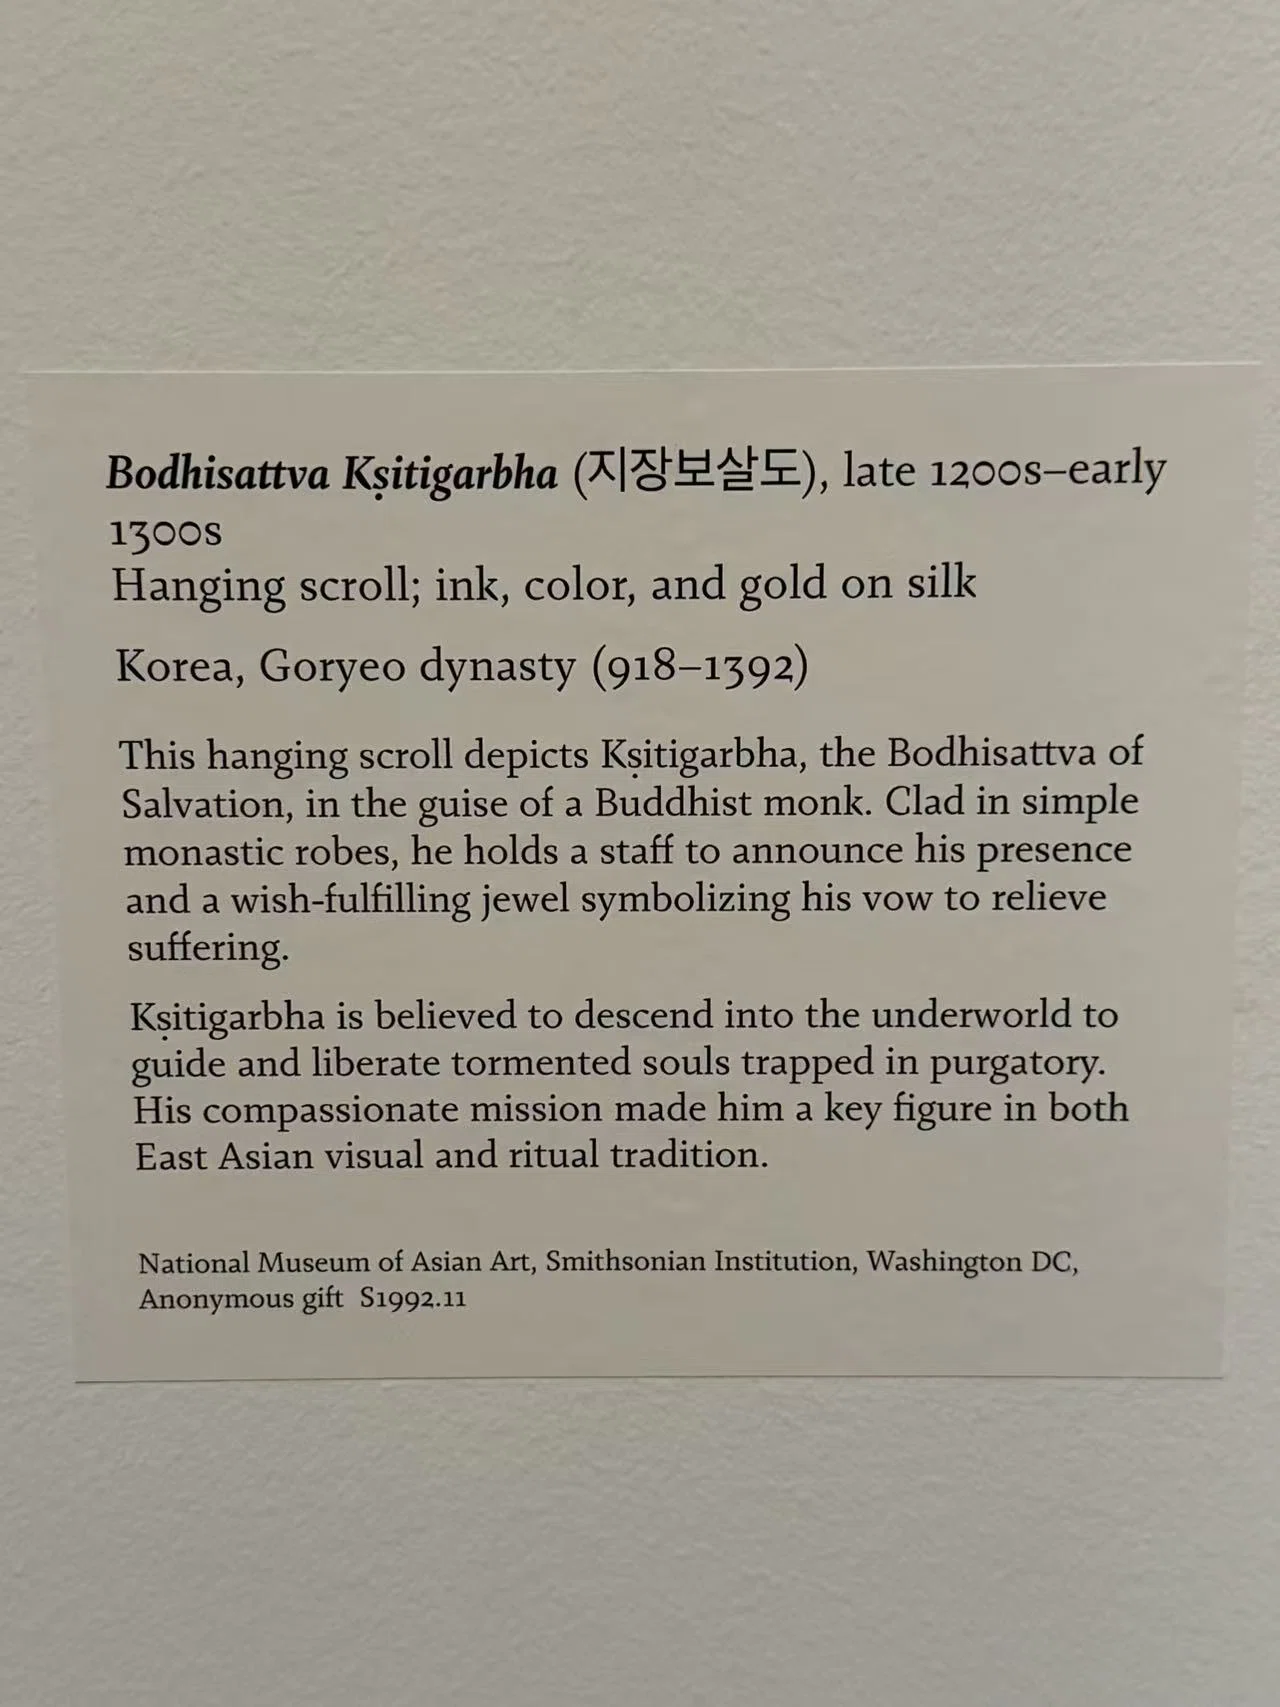 Bodhisattva Kṣitigarbha (지장보살도), late 1200s–early
1300s
Hanging scroll; ink, color, and gold on silk
Korea, Goryeo dynasty (918–1392)
This hanging scroll depicts Kṣitigarbha, the Bodhisattva of
Salvation, in the guise of a Buddhist monk. Clad in simple
monastic robes, he holds a staff to announce his presence
and a wish-fulfilling jewel symbolizing his vow to relieve
suffering.
Kṣitigarbha is believed to descend into the underworld to
guide and liberate tormented souls trapped in purgatory.
His compassionate mission made him a key figure in both
East Asian visual and ritual tradition.
National Museum of Asian Art, Smithsonian Institution, Washington DC,
Anonymous gift S1992.11